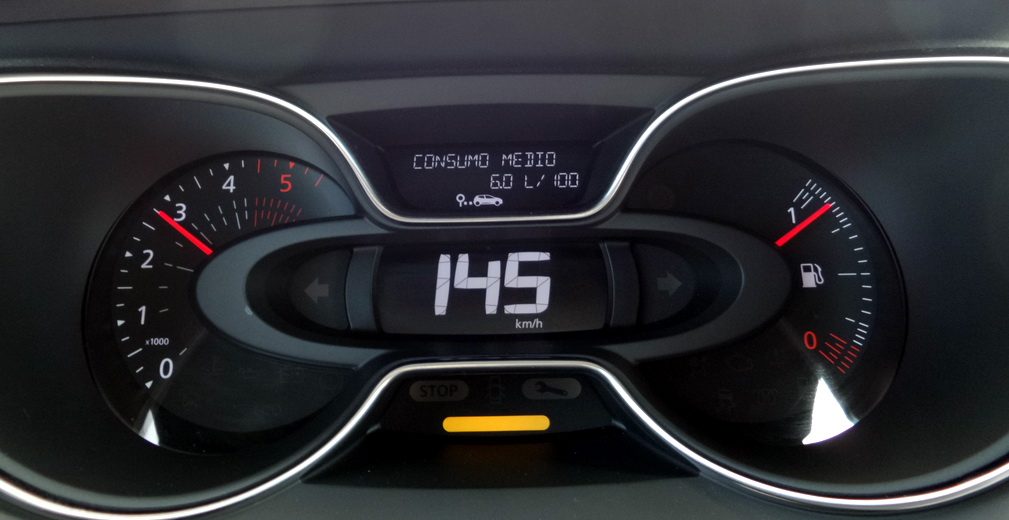 CONSUMO MEDIO
6.0 L/100
145
km/h
5
4
3
2
1
x1000
0
1
0
STOP